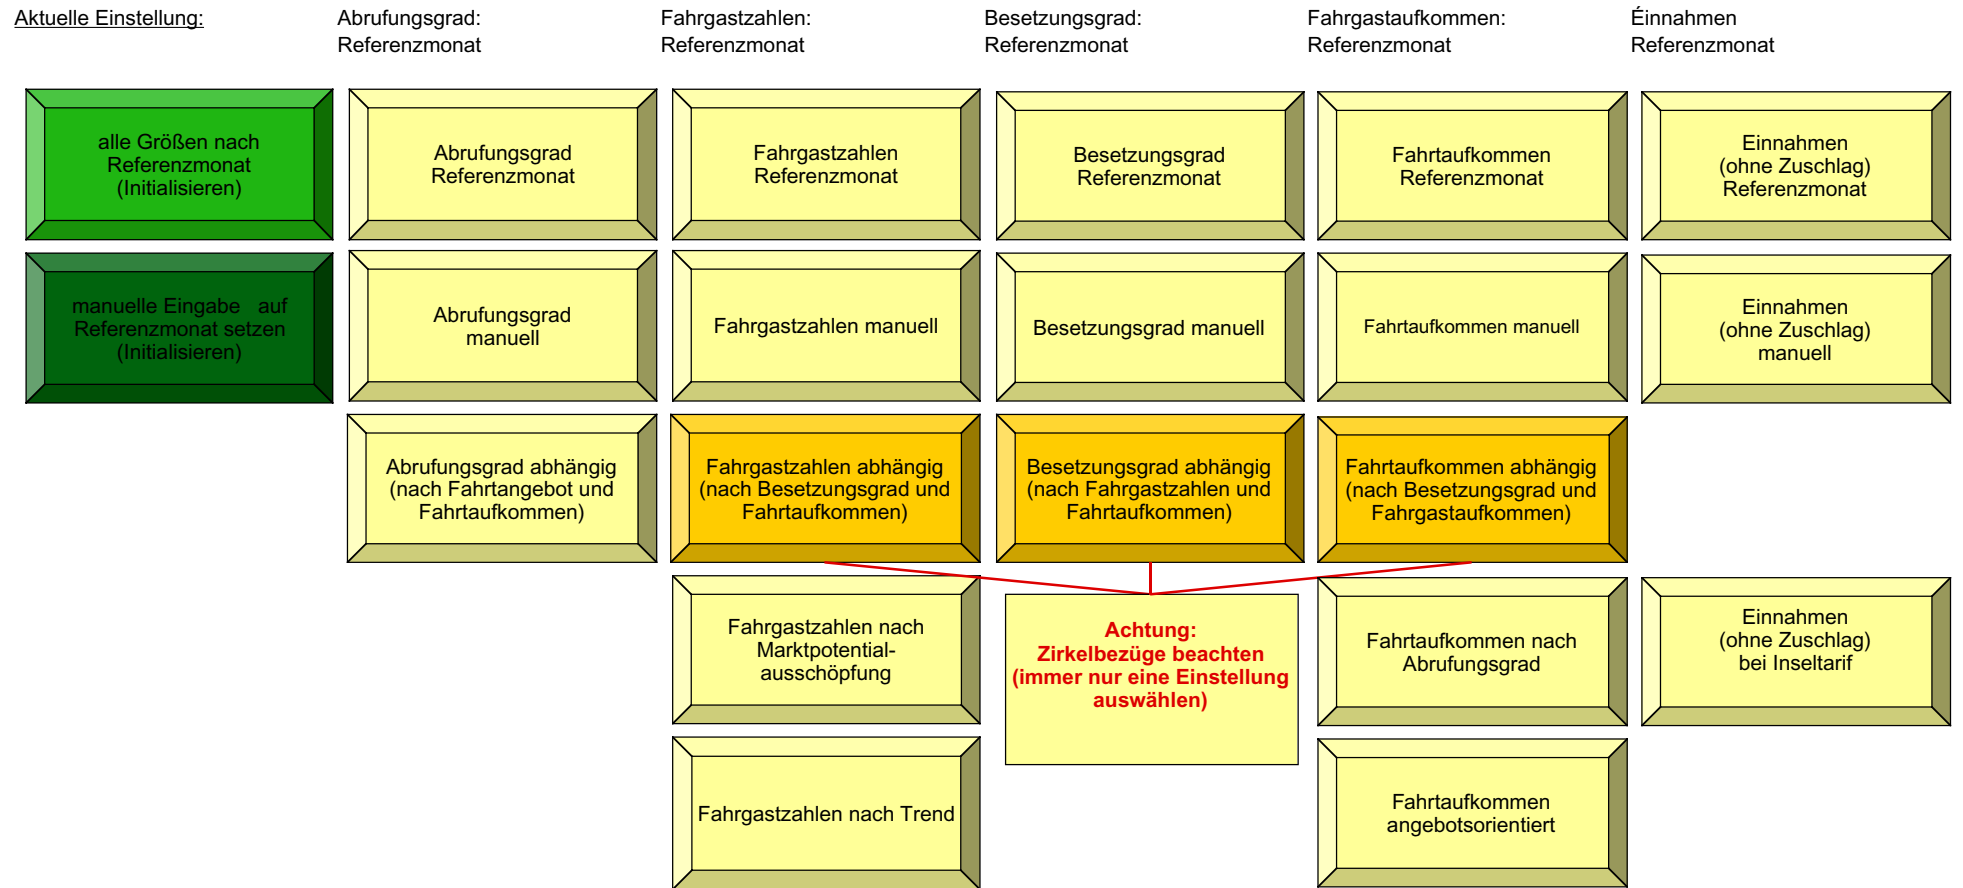 Aktuelle Einstellung:
Abrufungsgrad:
Referenzmonat
Fahrgastzahlen:
Referenzmonat
Besetzungsgrad:
Referenzmonat
Fahrgastaufkommen:
Referenzmonat
Éinnahmen
Referenzmonat
alle Größen nach
Referenzmonat
(Initialisieren)
Abrufungsgrad
Referenzmonat
Fahrgastzahlen
Referenzmonat
Besetzungsgrad
Referenzmonat
Fahrtaufkommen
Referenzmonat
Einnahmen
(ohne Zuschlag)
Referenzmonat
manuelle Eingabe auf
Referenzmonat setzen
(Initialisieren)
Abrufungsgrad
manuell
Fahrgastzahlen manuell
Besetzungsgrad manuell
Fahrtaufkommen manuell
Einnahmen
(ohne Zuschlag)
manuell
Abrufungsgrad abhängig
(nach Fahrtangebot und
Fahrtaufkommen)
Fahrgastzahlen abhängig
(nach Besetzungsgrad und
Fahrtaufkommen)
Besetzungsgrad abhängig
(nach Fahrgastzahlen und
Fahrtaufkommen)
Fahrtaufkommen abhängig
(nach Besetzungsgrad und
Fahrgastaufkommen)
Fahrgastzahlen nach
Marktpotential-
ausschöpfung
Achtung:
Zirkelbezüge beachten
(immer nur eine Einstellung
auswählen)
Fahrtaufkommen nach
Abrufungsgrad
Einnahmen
(ohne Zuschlag)
bei Inseltarif
Fahrgastzahlen nach Trend
Fahrtaufkommen
angebotsorientiert